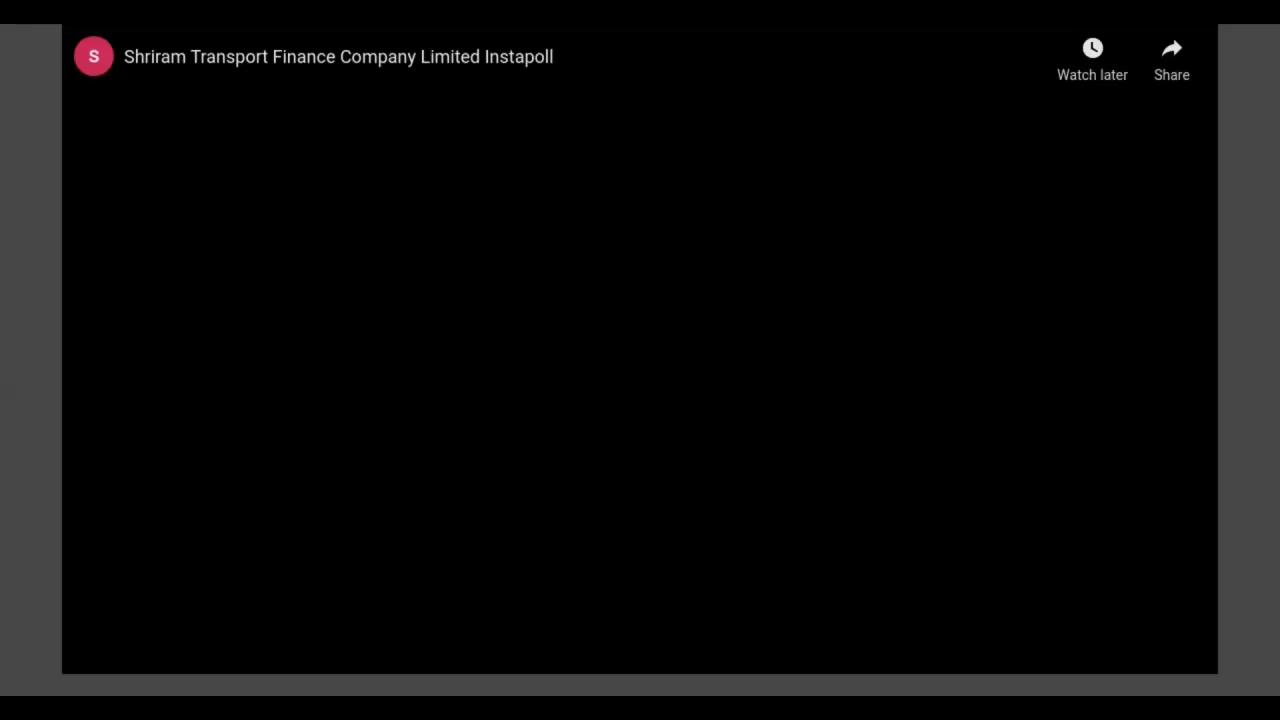 S
Shriram Transport Finance Company Limited Instapoll
Watch later
Share